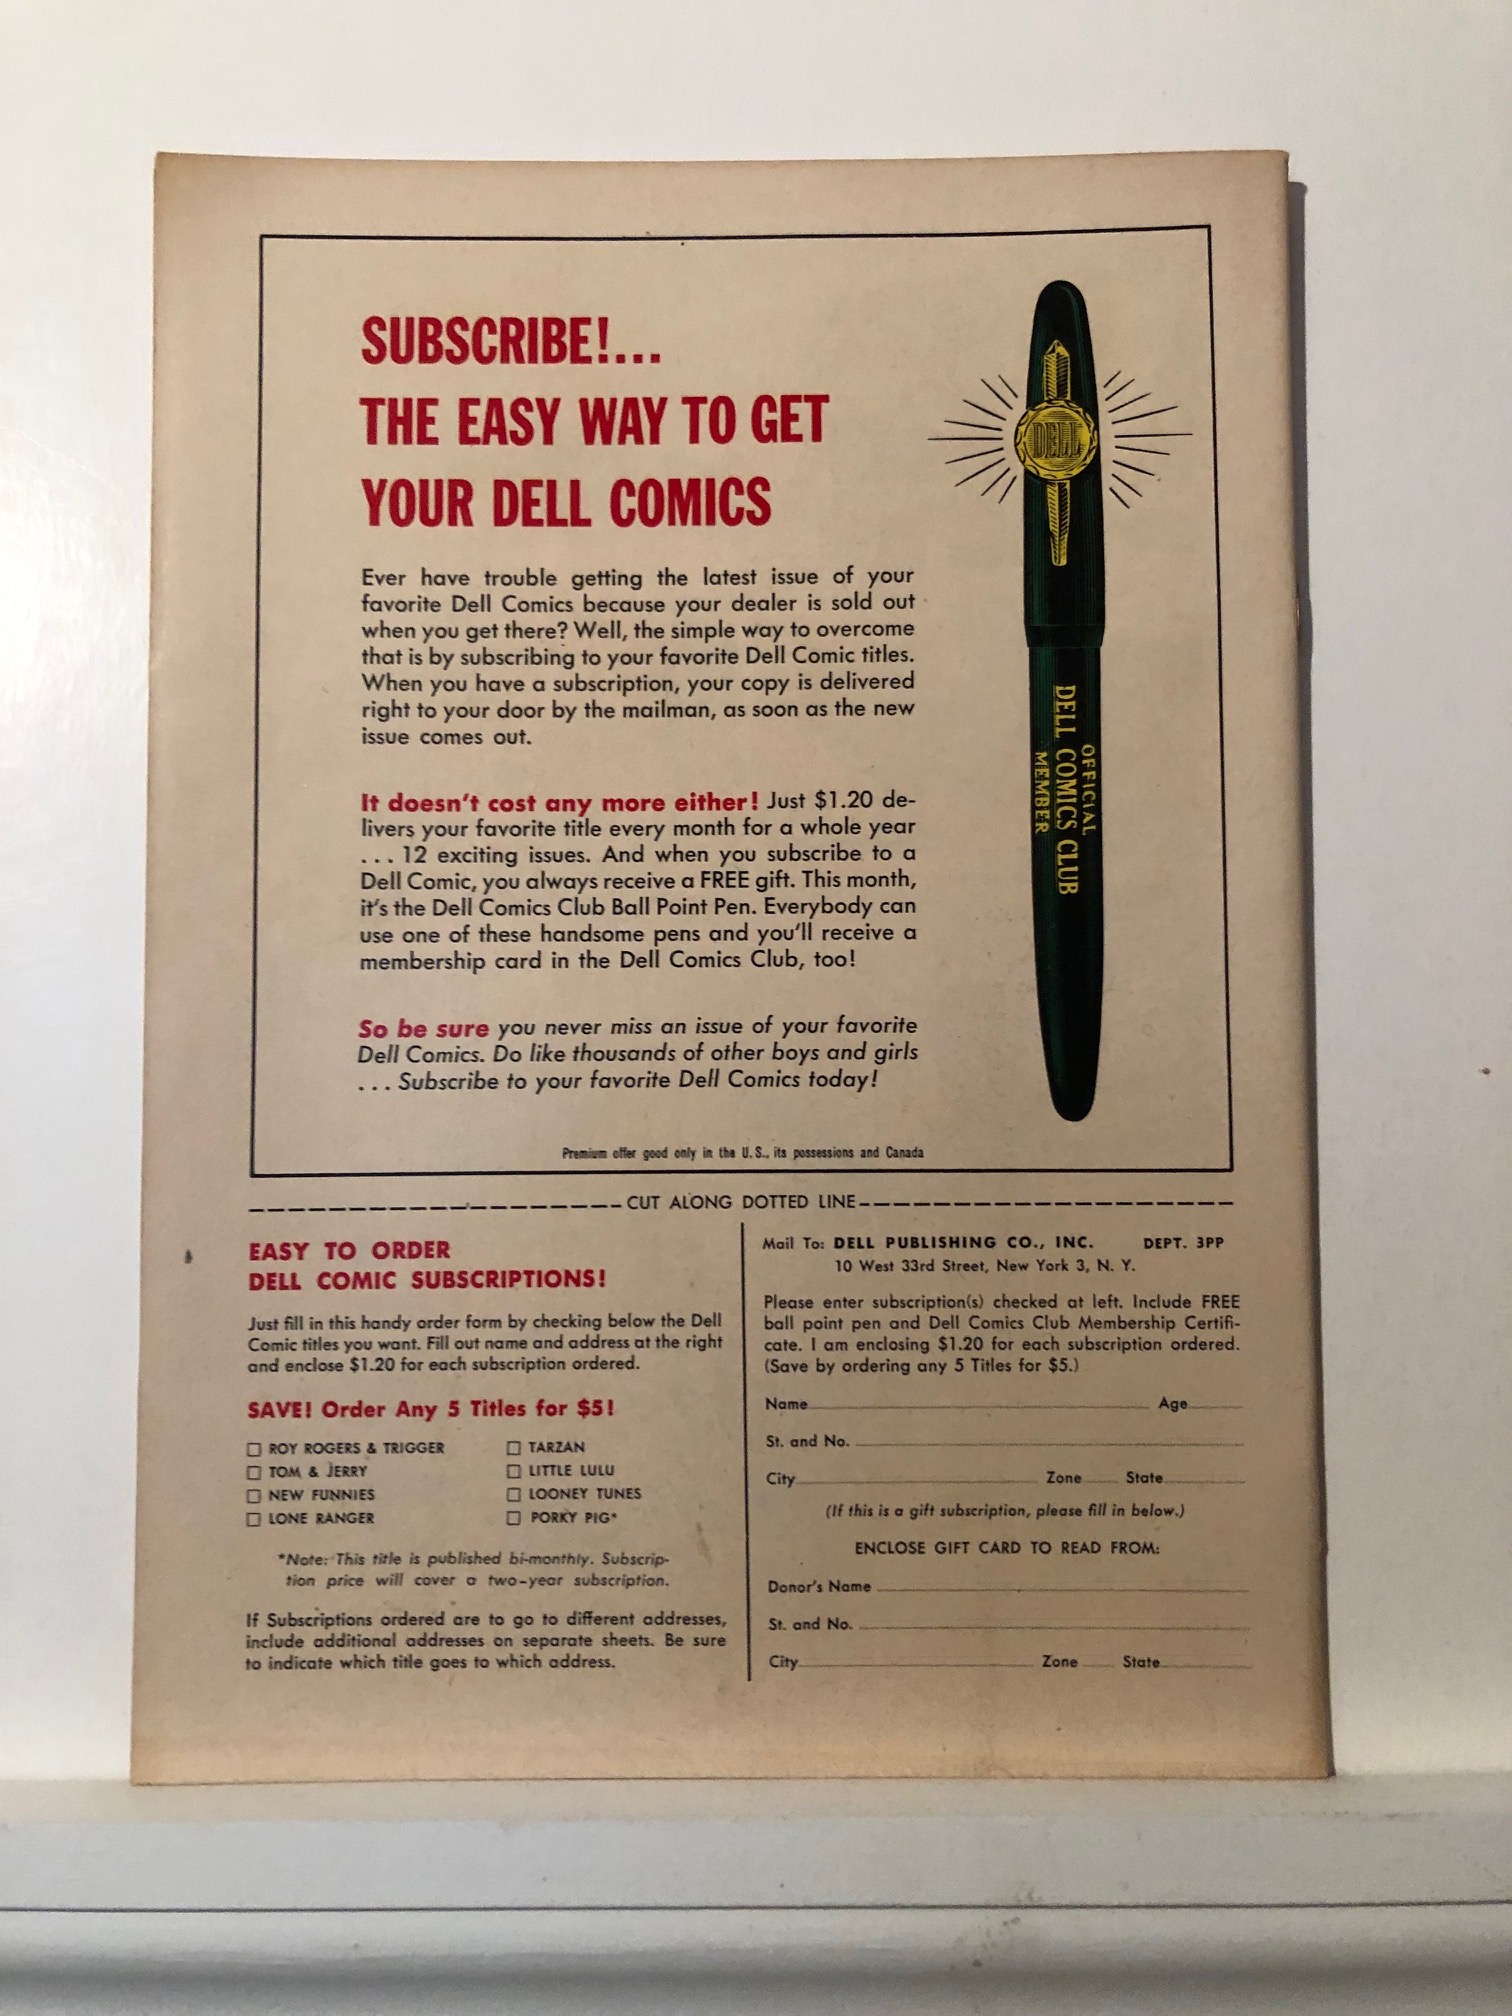 SUBSCRIBE!...
THE EASY WAY TO GET
YOUR DELL COMICS
Ever have trouble getting the latest issue of your
favorite Dell Comics because your dealer is sold out
when you get there? Well, the simple way to overcome
that is by subscribing to your favorite Dell Comic titles.
When you have a subscription, your copy is delivered
right to your door by the mailman, as soon as the new
issue comes out.
It doesn't cost any more either! Just $1.20 de-
livers your favorite title every month for a whole year
... 12 exciting issues. And when you subscribe to a
Dell Comic, you always receive a FREE gift. This month,
it's the Dell Comics Club Ball Point Pen. Everybody can
use one of these handsome pens and you'll receive a
membership card in the Dell Comics Club, too!
So be sure you never miss an issue of your favorite
Dell Comics. Do like thousands of other boys and girls
... Subscribe to your favorite Dell Comics today!
Premium offer good only in the U.S., its possessions and Canada
DELL
OFFICIAL
DELL COMICS CLUB
MEMBER
CUT ALONG DOTTED LINE
EASY TO ORDER
DELL COMIC SUBSCRIPTIONS!
Just fill in this handy order form by checking below the Dell
Comic titles you want. Fill out name and address at the right
and enclose $1.20 for each subscription ordered.
SAVE! Order Any 5 Titles for $5!
ROY ROGERS & TRIGGER
TOM & JERRY
NEW FUNNIES
LONE RANGER
TARZAN
LITTLE LULU
LOONEY TUNES
PORKY PIG*
*Note: This title is published bi-monthly. Subscrip-
tion price will cover a two-year subscription.
If Subscriptions ordered are to go to different addresses,
include additional addresses on separate sheets. Be sure
to indicate which title goes to which address.
Mail To: DELL PUBLISHING CO., INC. DEPT. 3PP
10 West 33rd Street, New York 3, N. Y.
Please enter subscription(s) checked at left. Include FREE
ball point pen and Dell Comics Club Membership Certifi-
cate. I am enclosing $1.20 for each subscription ordered.
(Save by ordering any 5 Titles for $5.)
Name Age
St. and No.
City Zone State
(If this is a gift subscription, please fill in below.)
ENCLOSE GIFT CARD TO READ FROM:
Donor's Name
St. and No.
City Zone State